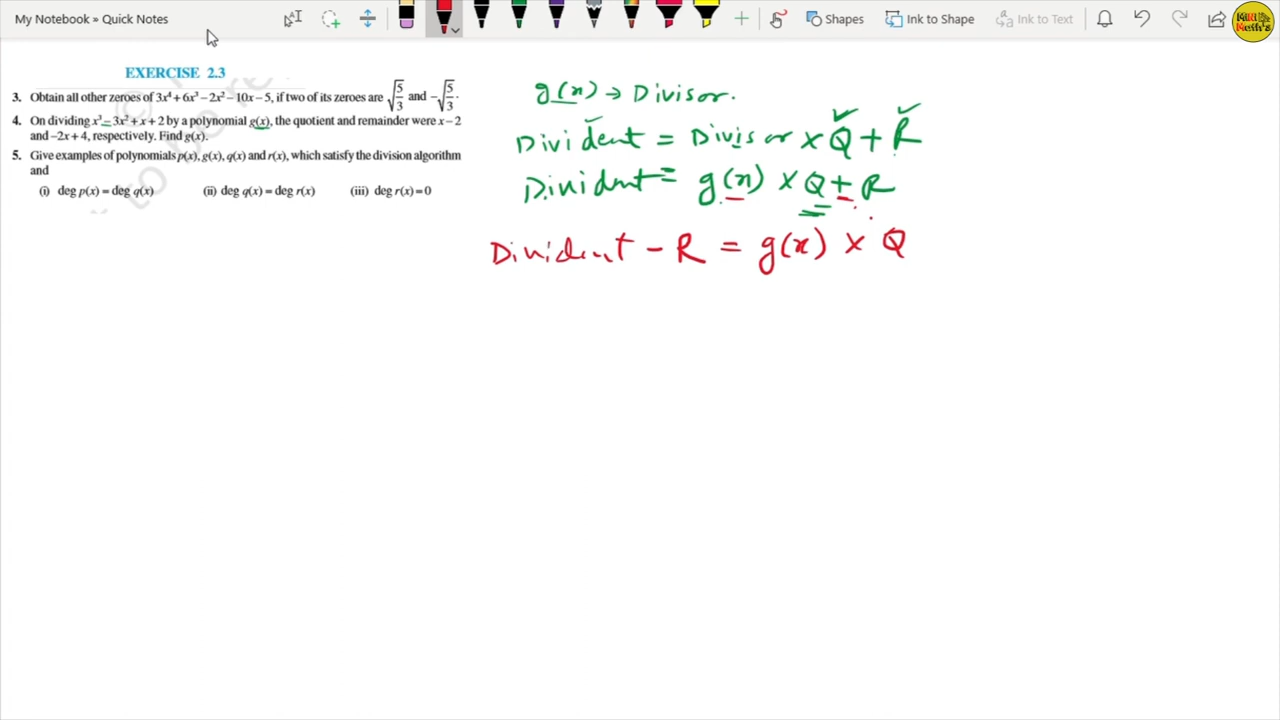 My Notebook » Quick Notes
Shapes
Ink to Shape
Ink to Text
EXERCISE 2.3
3. Obtain all other zeroes of 3x⁴ + 6x³ – 2x² – 10x – 5, if two of its zeroes are √(5/3) and –√(5/3).
4. On dividing x³ – 3x² + x + 2 by a polynomial g(x), the quotient and remainder were x – 2
and –2x + 4, respectively. Find g(x).
5. Give examples of polynomials p(x), g(x), q(x) and r(x), which satisfy the division algorithm
and
(i) deg p(x) = deg q(x) (ii) deg q(x) = deg r(x) (iii) deg r(x) = 0
g(x) → Divisor.
Divident = Divisor × Q + R
Divident = g(x) × Q + R
Divident – R = g(x) × Q